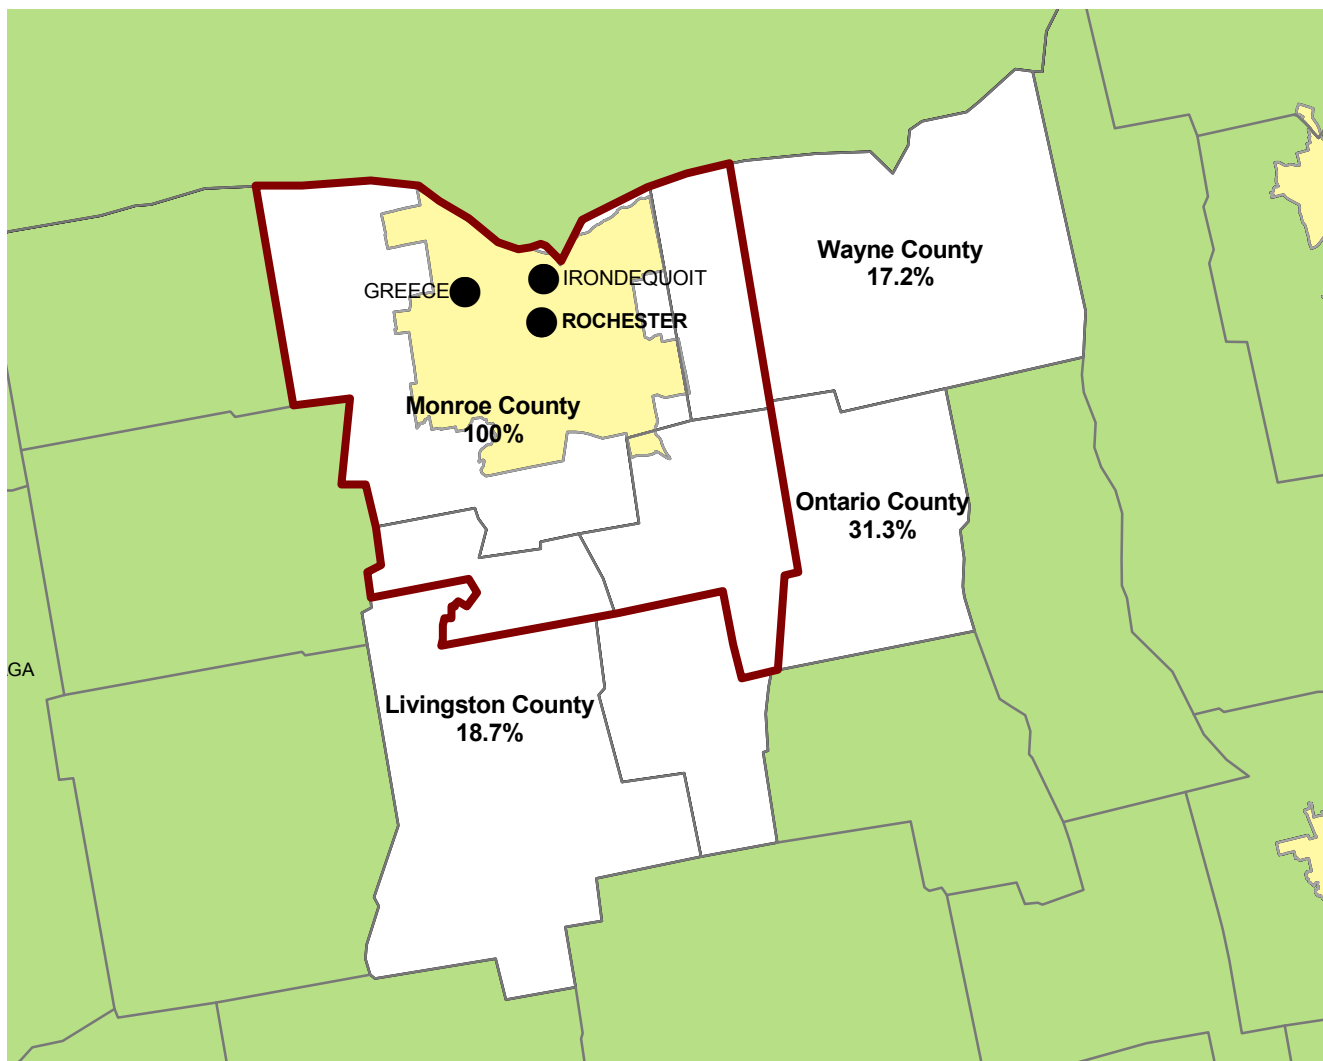 Wayne County
17.2%
GREECE
IRONDEQUOIT
ROCHESTER
Monroe County
100%
Ontario County
31.3%
GA
Livingston County
18.7%